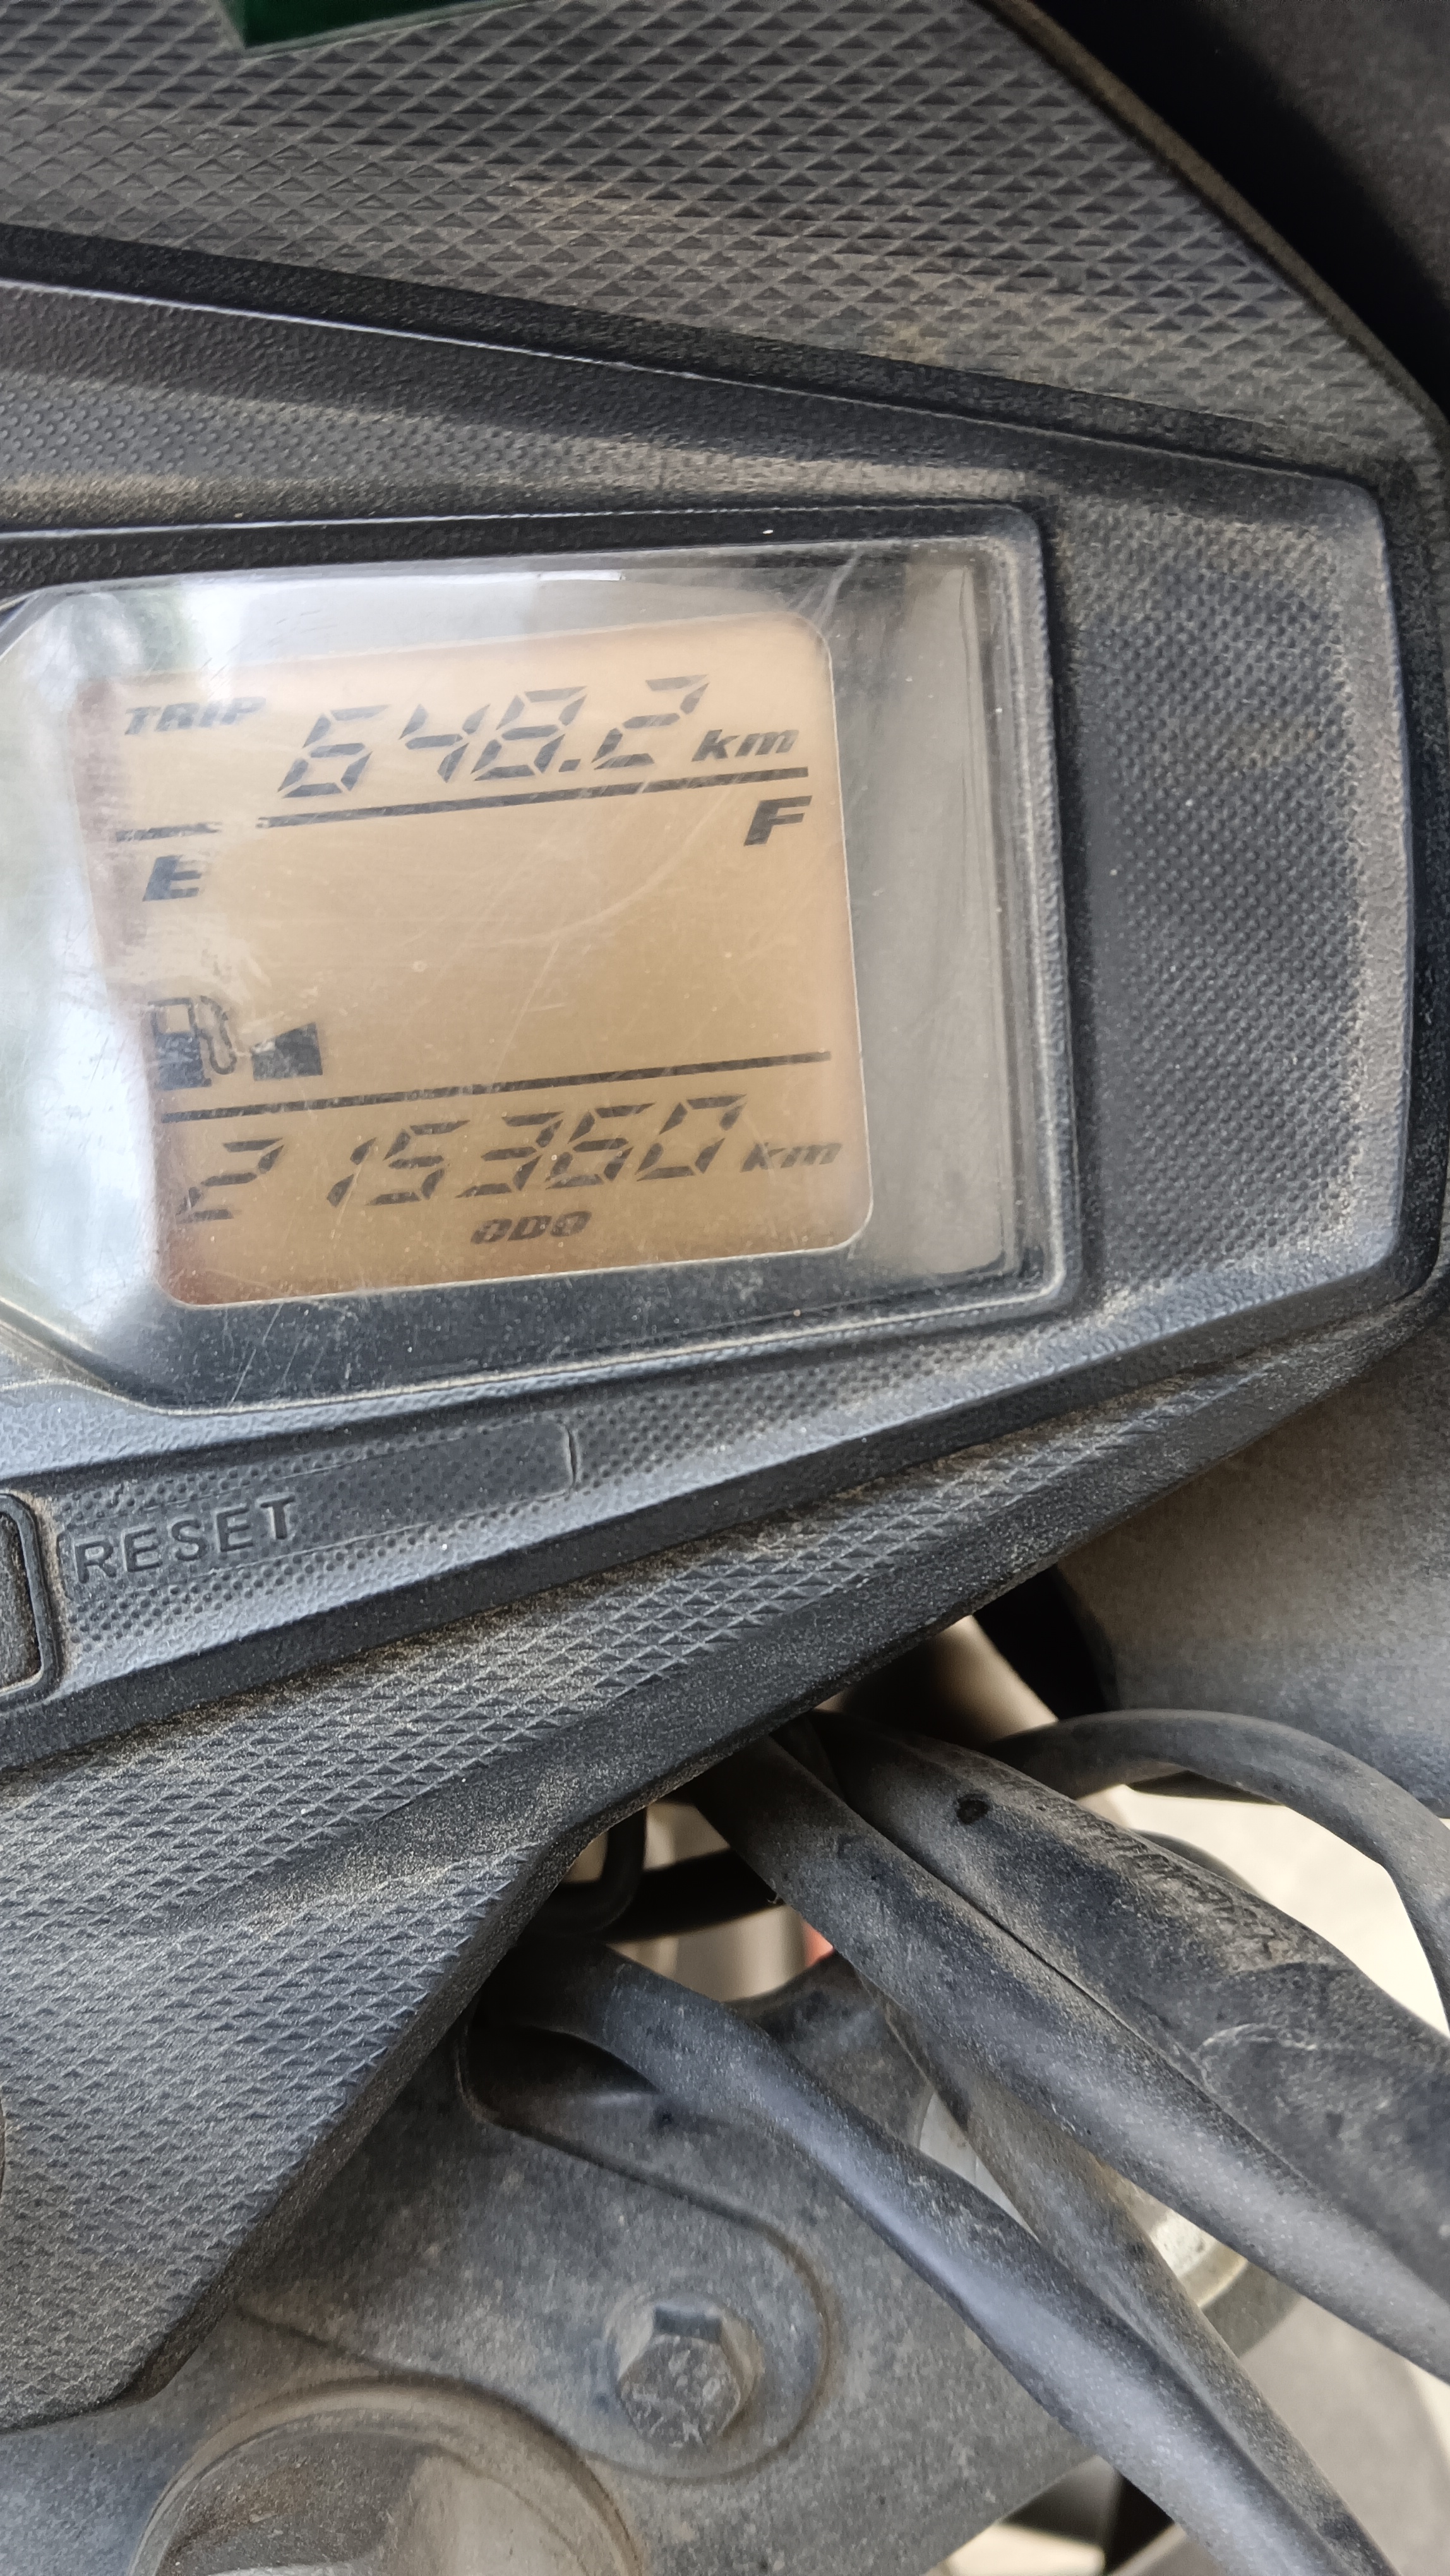 TRIP 648.2 km
E F
215360 km
ODO
RESET